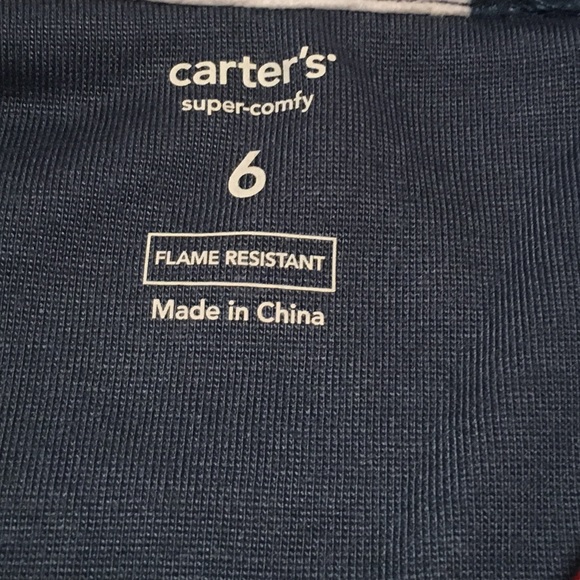 carter's
super-comfy
6
FLAME RESISTANT
Made in China